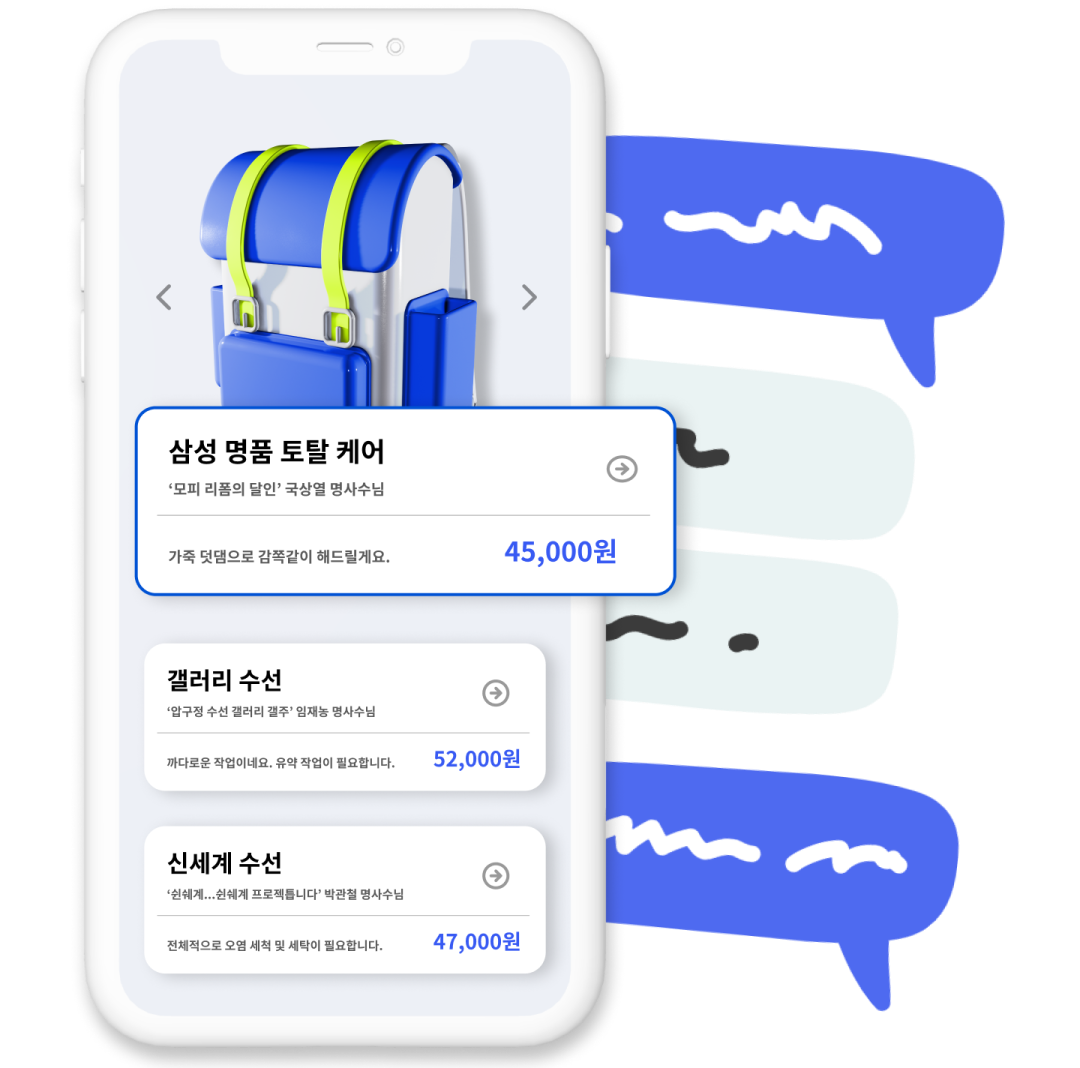 삼성 명품 토탈 케어
‘모피 리폼의 달인’ 국상열 명사수님
가죽 덧댐으로 감쪽같이 해드릴게요.
45,000원
갤러리 수선
‘압구정 수선 갤러리 갤주’ 임재농 명사수님
까다로운 작업이네요. 유약 작업이 필요합니다.
52,000원
신세계 수선
‘쉰쉐계...쉰쉐계 프로젝틉니다’ 박관철 명사수님
전체적으로 오염 세척 및 세탁이 필요합니다.
47,000원